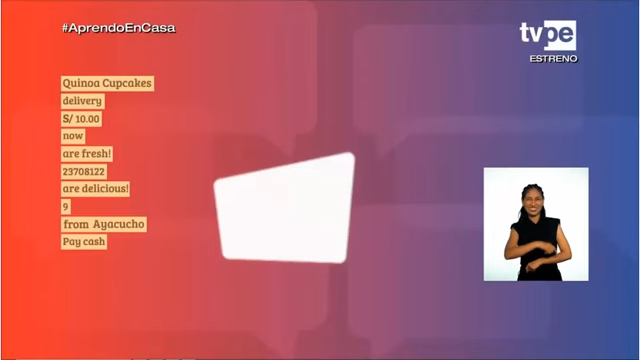 #AprendoEnCasa
tvpe
ESTRENO
Quinoa Cupcakes
delivery
S/ 10.00
now
are fresh!
23708122
are delicious!
9
from Ayacucho
Pay cash